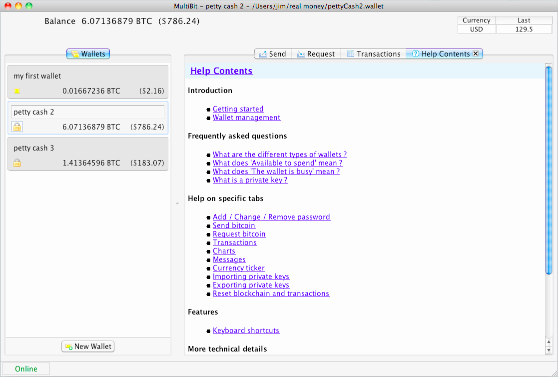 MultiBit - petty cash 2 - /Users/jim/real money/pettyCash2.wallet
Balance 6.07136879 BTC ($786.24)
Currency Last
USD 129.5
Wallets
Send Request Transactions Help Contents
my first wallet
0.01667236 BTC ($2.16)
petty cash 2
6.07136879 BTC ($786.24)
petty cash 3
1.41364596 BTC ($183.07)
New Wallet
Help Contents
Introduction
Getting started
Wallet management
Frequently asked questions
What are the different types of wallets ?
What does 'Available to spend' mean ?
What does 'The wallet is busy' mean ?
What is a private key ?
Help on specific tabs
Add / Change / Remove password
Send bitcoin
Request bitcoin
Transactions
Charts
Messages
Currency ticker
Importing private keys
Exporting private keys
Reset blockchain and transactions
Features
Keyboard shortcuts
More technical details
Online